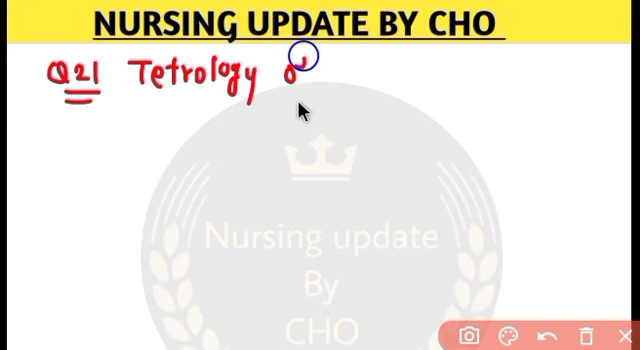 NURSING UPDATE BY CHO
Q21 Tetrology
Nursing update
By
CHO